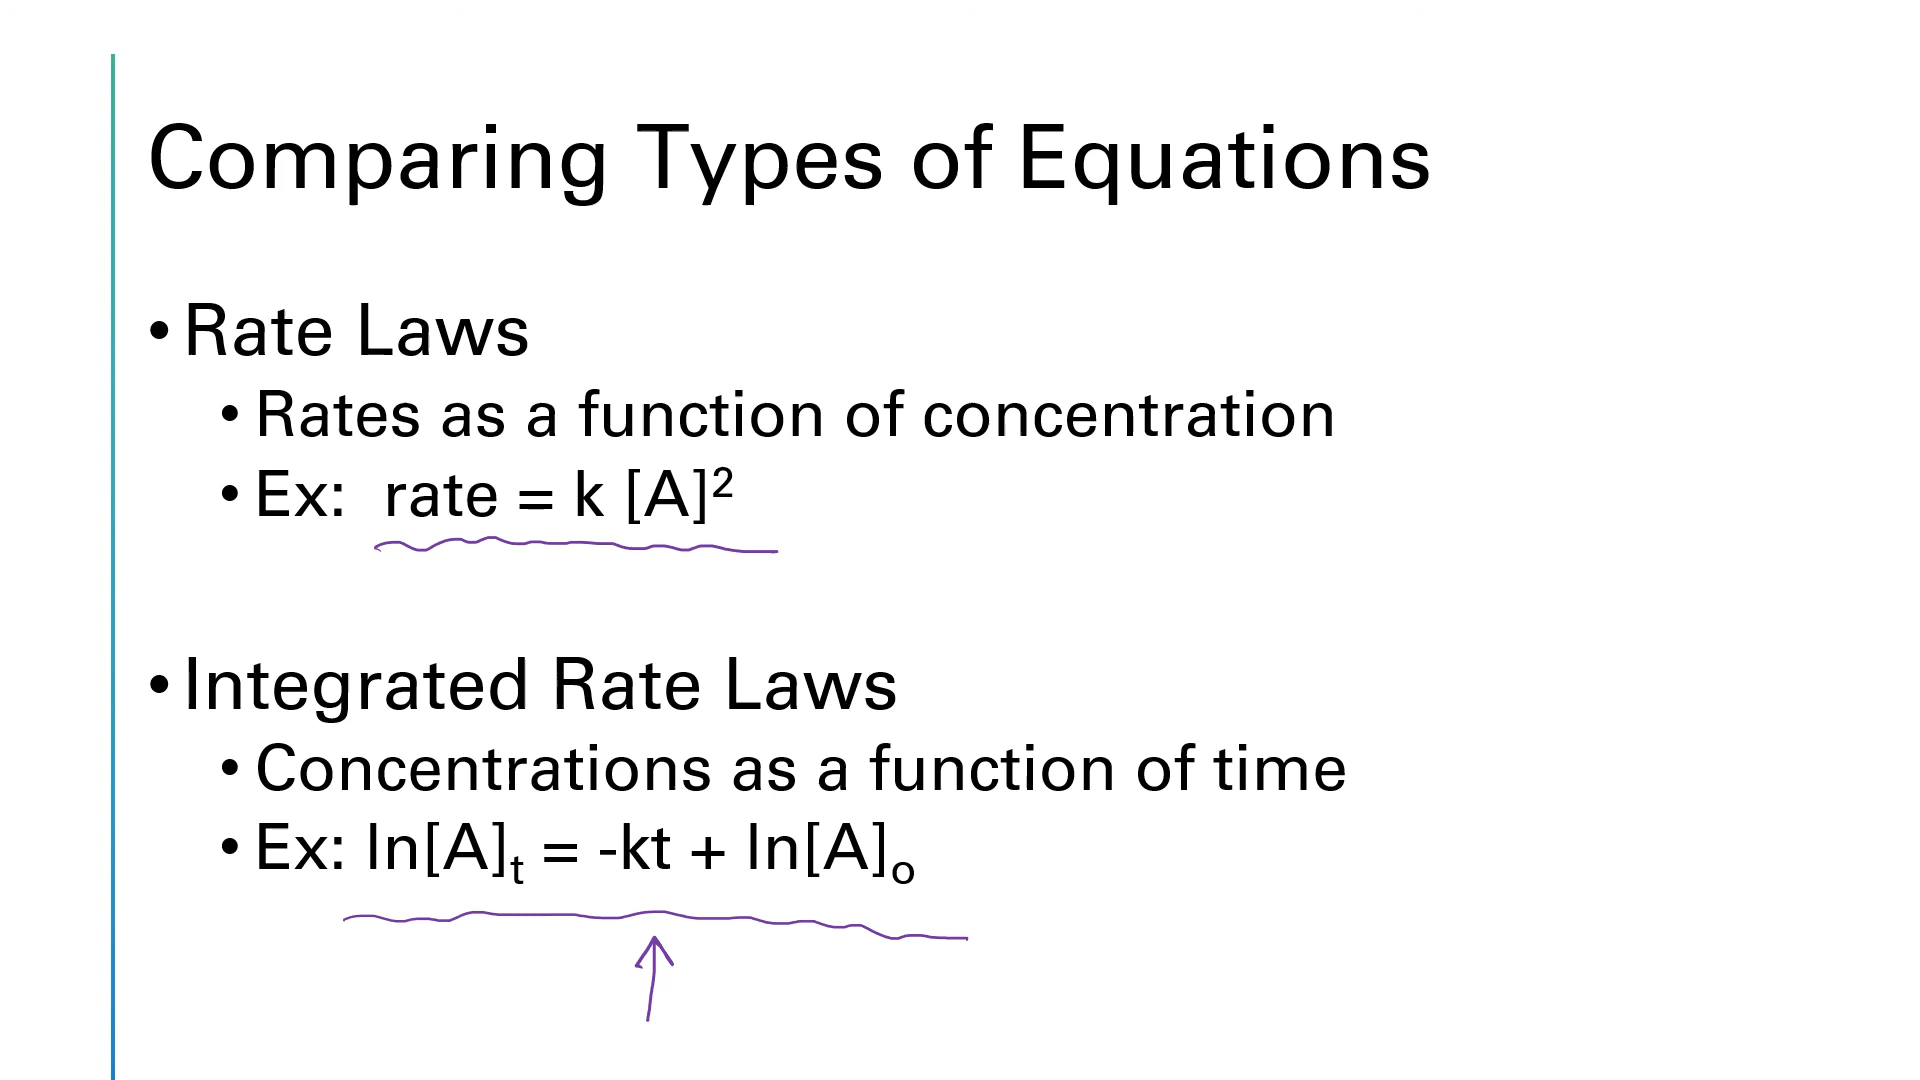 Comparing Types of Equations
• Rate Laws
• Rates as a function of concentration
• Ex: rate = k [A]²
• Integrated Rate Laws
• Concentrations as a function of time
• Ex: ln[A]ₜ = -kt + ln[A]ₒ